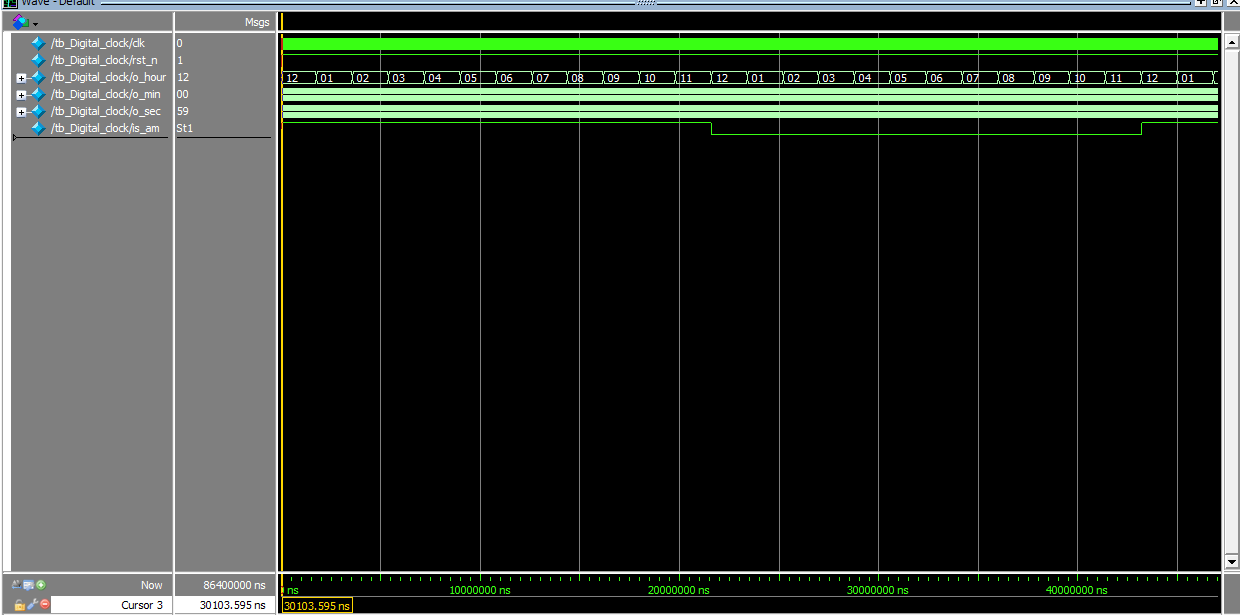 Wave - Default
Msgs
/tb_Digital_clock/clk 0
/tb_Digital_clock/rst_n 1
/tb_Digital_clock/o_hour 12 12 01 02 03 04 05 06 07 08 09 10 11 12 01 02 03 04 05 06 07 08 09 10 11 12 01
/tb_Digital_clock/o_min 00
/tb_Digital_clock/o_sec 59
/tb_Digital_clock/is_am St1
Now 86400000 ns ns 10000000 ns 20000000 ns 30000000 ns 40000000 ns
Cursor 3 30103.595 ns 30103.595 ns